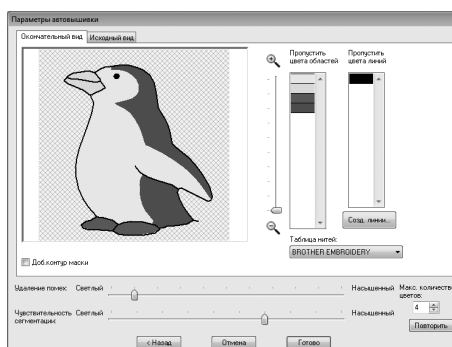 Параметры автовышивки
Окончательный вид
Исходный вид
Пропустить
цвета областей
Пропустить
цвета линий
Созд. линии...
Таблица нитей:
BROTHER EMBROIDERY
Доб.контур маски
Удаление помех: Светлый
Насыщенный
Макс. количество
цветов:
4
Чувствительность Светлый
сегментации:
Насыщенный
Повторить
< Назад
Отмена
Готово